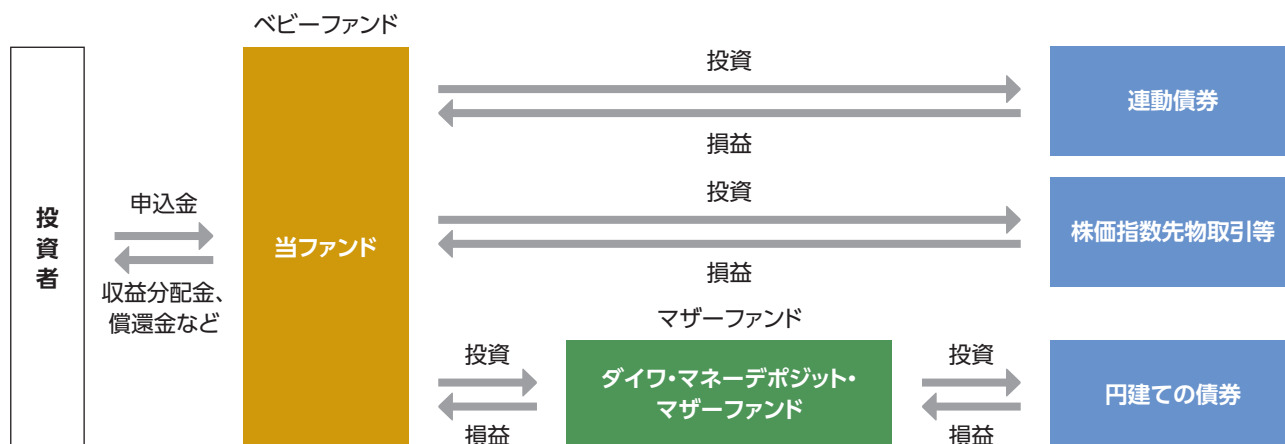 ベビーファンド
投資者
申込金
収益分配金、
償還金など
当ファンド
投資
損益
連動債券
投資
損益
株価指数先物取引等
マザーファンド
投資
損益
ダイワ・マネーデポジット・
マザーファンド
投資
損益
円建ての債券